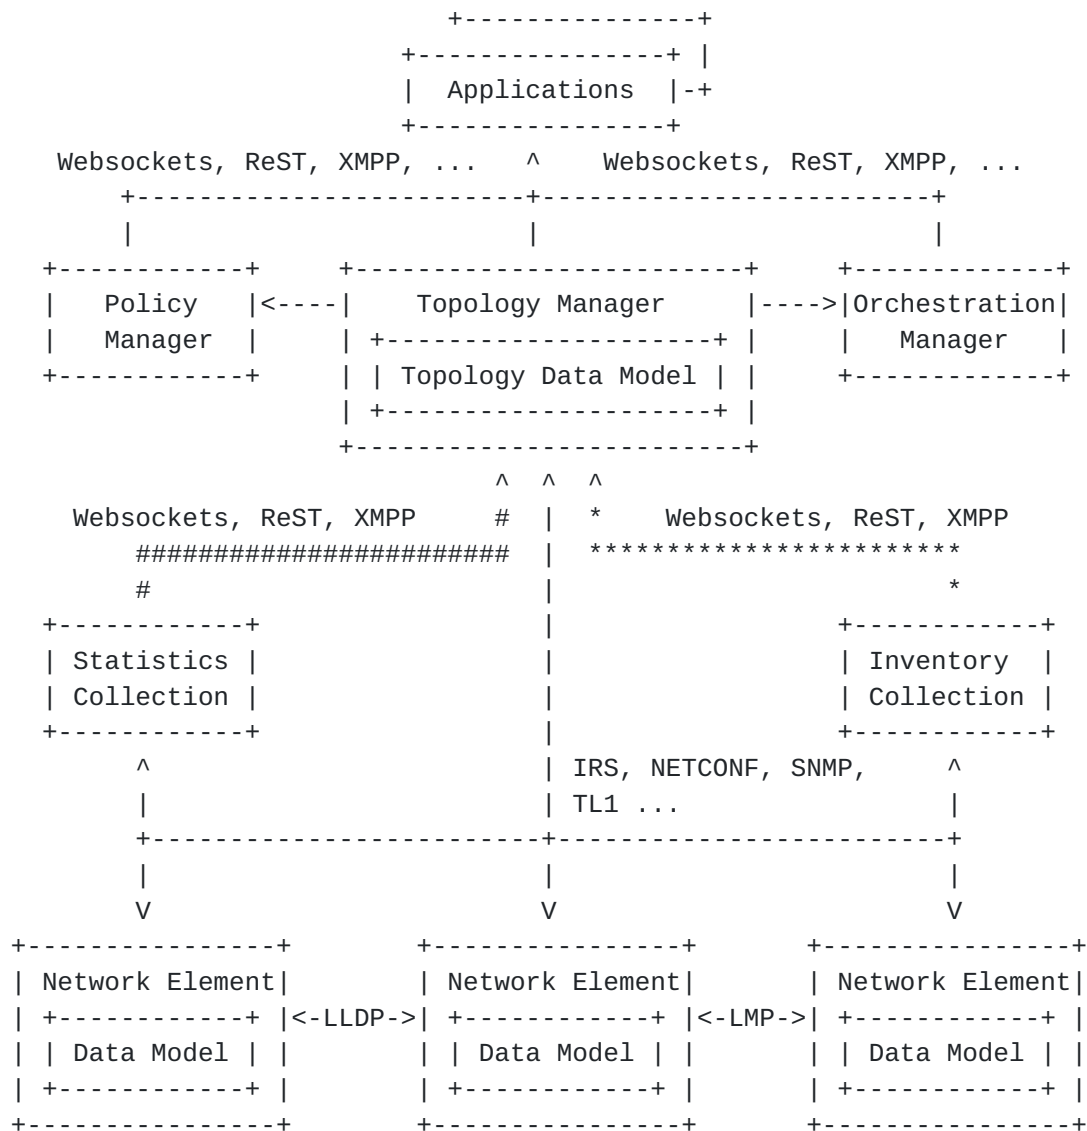 +---------------+
+----------------+ |
|  Applications  |-+
+----------------+
Websockets, ReST, XMPP, ...   ^    Websockets, ReST, XMPP, ...
+-------------------------+-------------------------+
|                         |                         |
+------------+     +-------------------------+     +-------------+
|   Policy   |<----|    Topology Manager     |---->|Orchestration|
|   Manager  |     | +---------------------+ |     |   Manager   |
+------------+     | | Topology Data Model | |     +-------------+
| +---------------------+ |
+-------------------------+
^  ^  ^
Websockets, ReST, XMPP     #  |  *    Websockets, ReST, XMPP
########################  |  ************************
#                         |                         *
+------------+                  |                  +------------+
| Statistics |                  |                  | Inventory  |
| Collection |                  |                  | Collection |
+------------+                  |                  +------------+
^                         | IRS, NETCONF, SNMP,     ^
|                         | TL1 ...                 |
+-------------------------+-------------------------+
|                         |                         |
V                         V                         V
+----------------+        +----------------+       +----------------+
| Network Element|        | Network Element|       | Network Element|
| +------------+ |<-LLDP->| +------------+ |<-LMP->| +------------+ |
| | Data Model | |        | | Data Model | |       | | Data Model | |
| +------------+ |        | +------------+ |       | +------------+ |
+----------------+        +----------------+       +----------------+